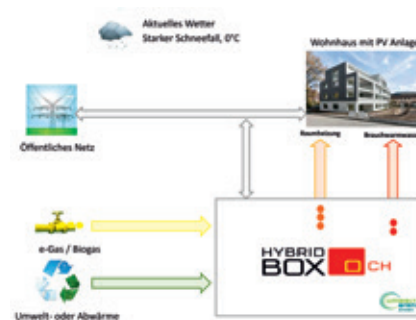 Aktuelles Wetter
Starker Schneefall, 0°C
Wohnhaus mit PV Anlage
Öffentliches Netz
Raumheizung
Brauchwarmwasser
e-Gas / Biogas
HYBRID
BOX CH
Umwelt- oder Abwärme